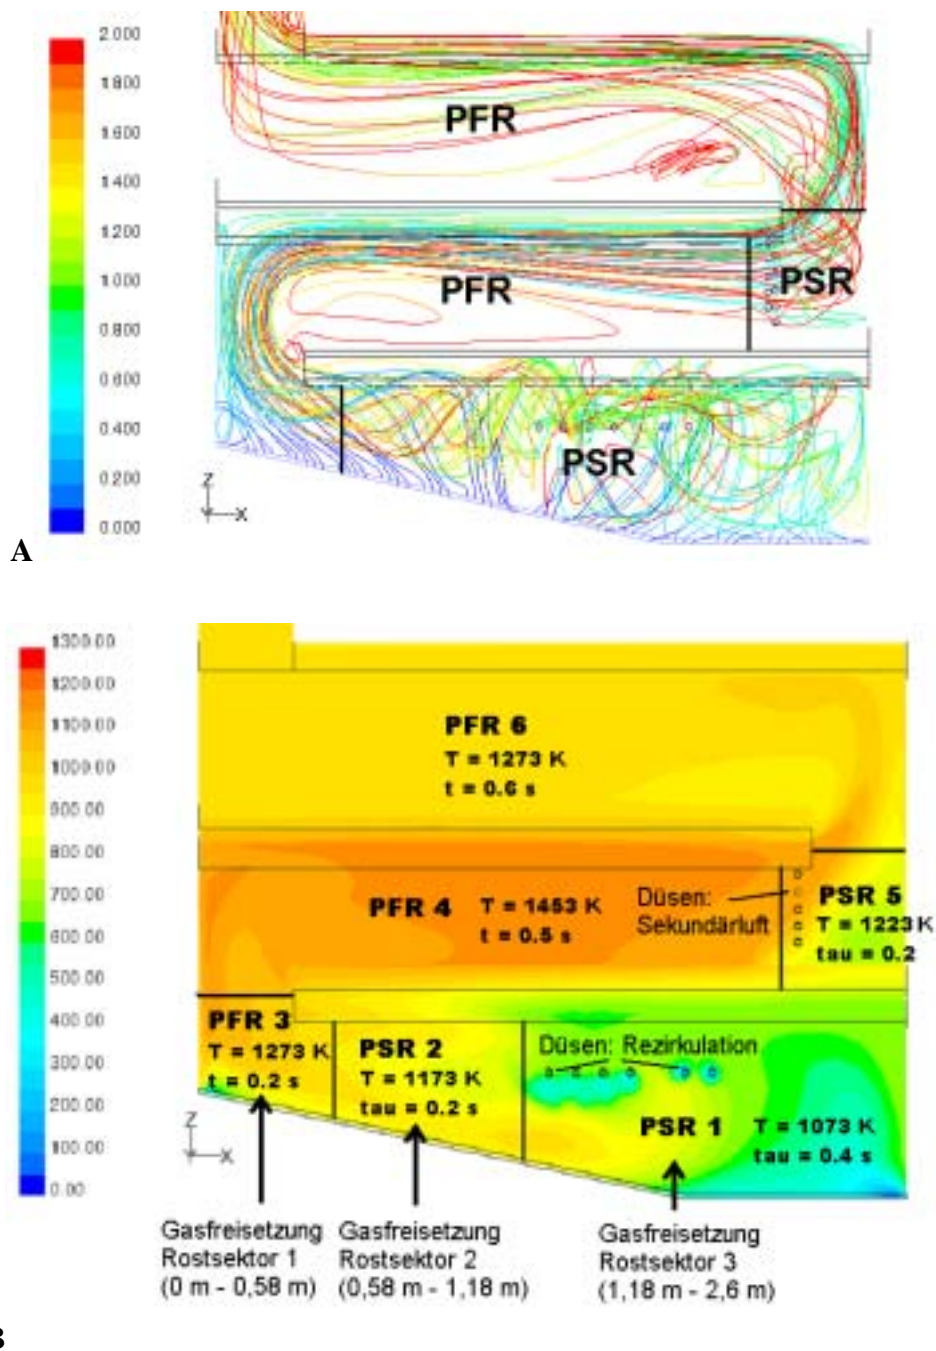 2.000
1.800
1.600
1.400
1.200
1.000
0.800
0.600
0.400
0.200
0.000
PFR
PFR
PSR
PSR
Z
X
A
1300.00
1200.00
1100.00
1000.00
900.00
800.00
600.00
500.00
400.00
300.00
200.00
100.00
0.00
PFR 6
T = 1273 K
t = 0.6 s
PFR 4
T = 1453 K
t = 0.5 s
Düsen:
Sekundärluft
PSR 5
T = 1223 K
tau = 0.2
PFR 3
T = 1273 K
t = 0.2 s
PSR 2
T = 1173 K
tau = 0.2 s
Düsen: Rezirkulation
PSR 1
T = 1073 K
tau = 0.4 s
Z
X
Gasfreisetzung
Rostsektor 1
(0 m - 0,58 m)
Gasfreisetzung
Rostsektor 2
(0,58 m - 1,18 m)
Gasfreisetzung
Rostsektor 3
(1,18 m - 2,6 m)